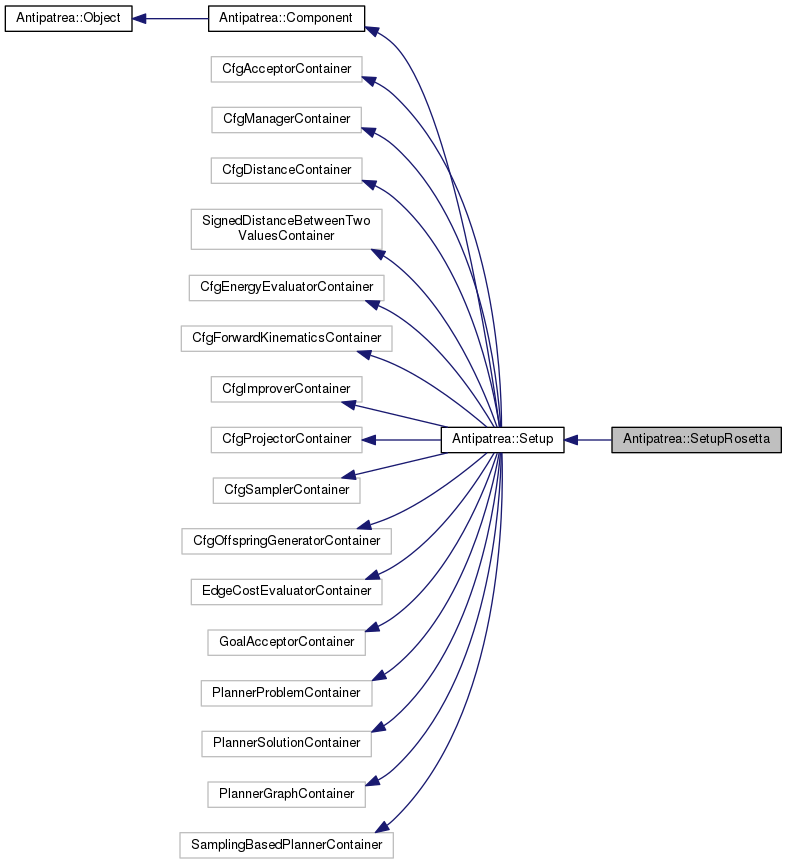 Antipatrea::Object
Antipatrea::Component
CfgAcceptorContainer
CfgManagerContainer
CfgDistanceContainer
SignedDistanceBetweenTwo
ValuesContainer
CfgEnergyEvaluatorContainer
CfgForwardKinematicsContainer
CfgImproverContainer
CfgProjectorContainer
Antipatrea::Setup
Antipatrea::SetupRosetta
CfgSamplerContainer
CfgOffspringGeneratorContainer
EdgeCostEvaluatorContainer
GoalAcceptorContainer
PlannerProblemContainer
PlannerSolutionContainer
PlannerGraphContainer
SamplingBasedPlannerContainer